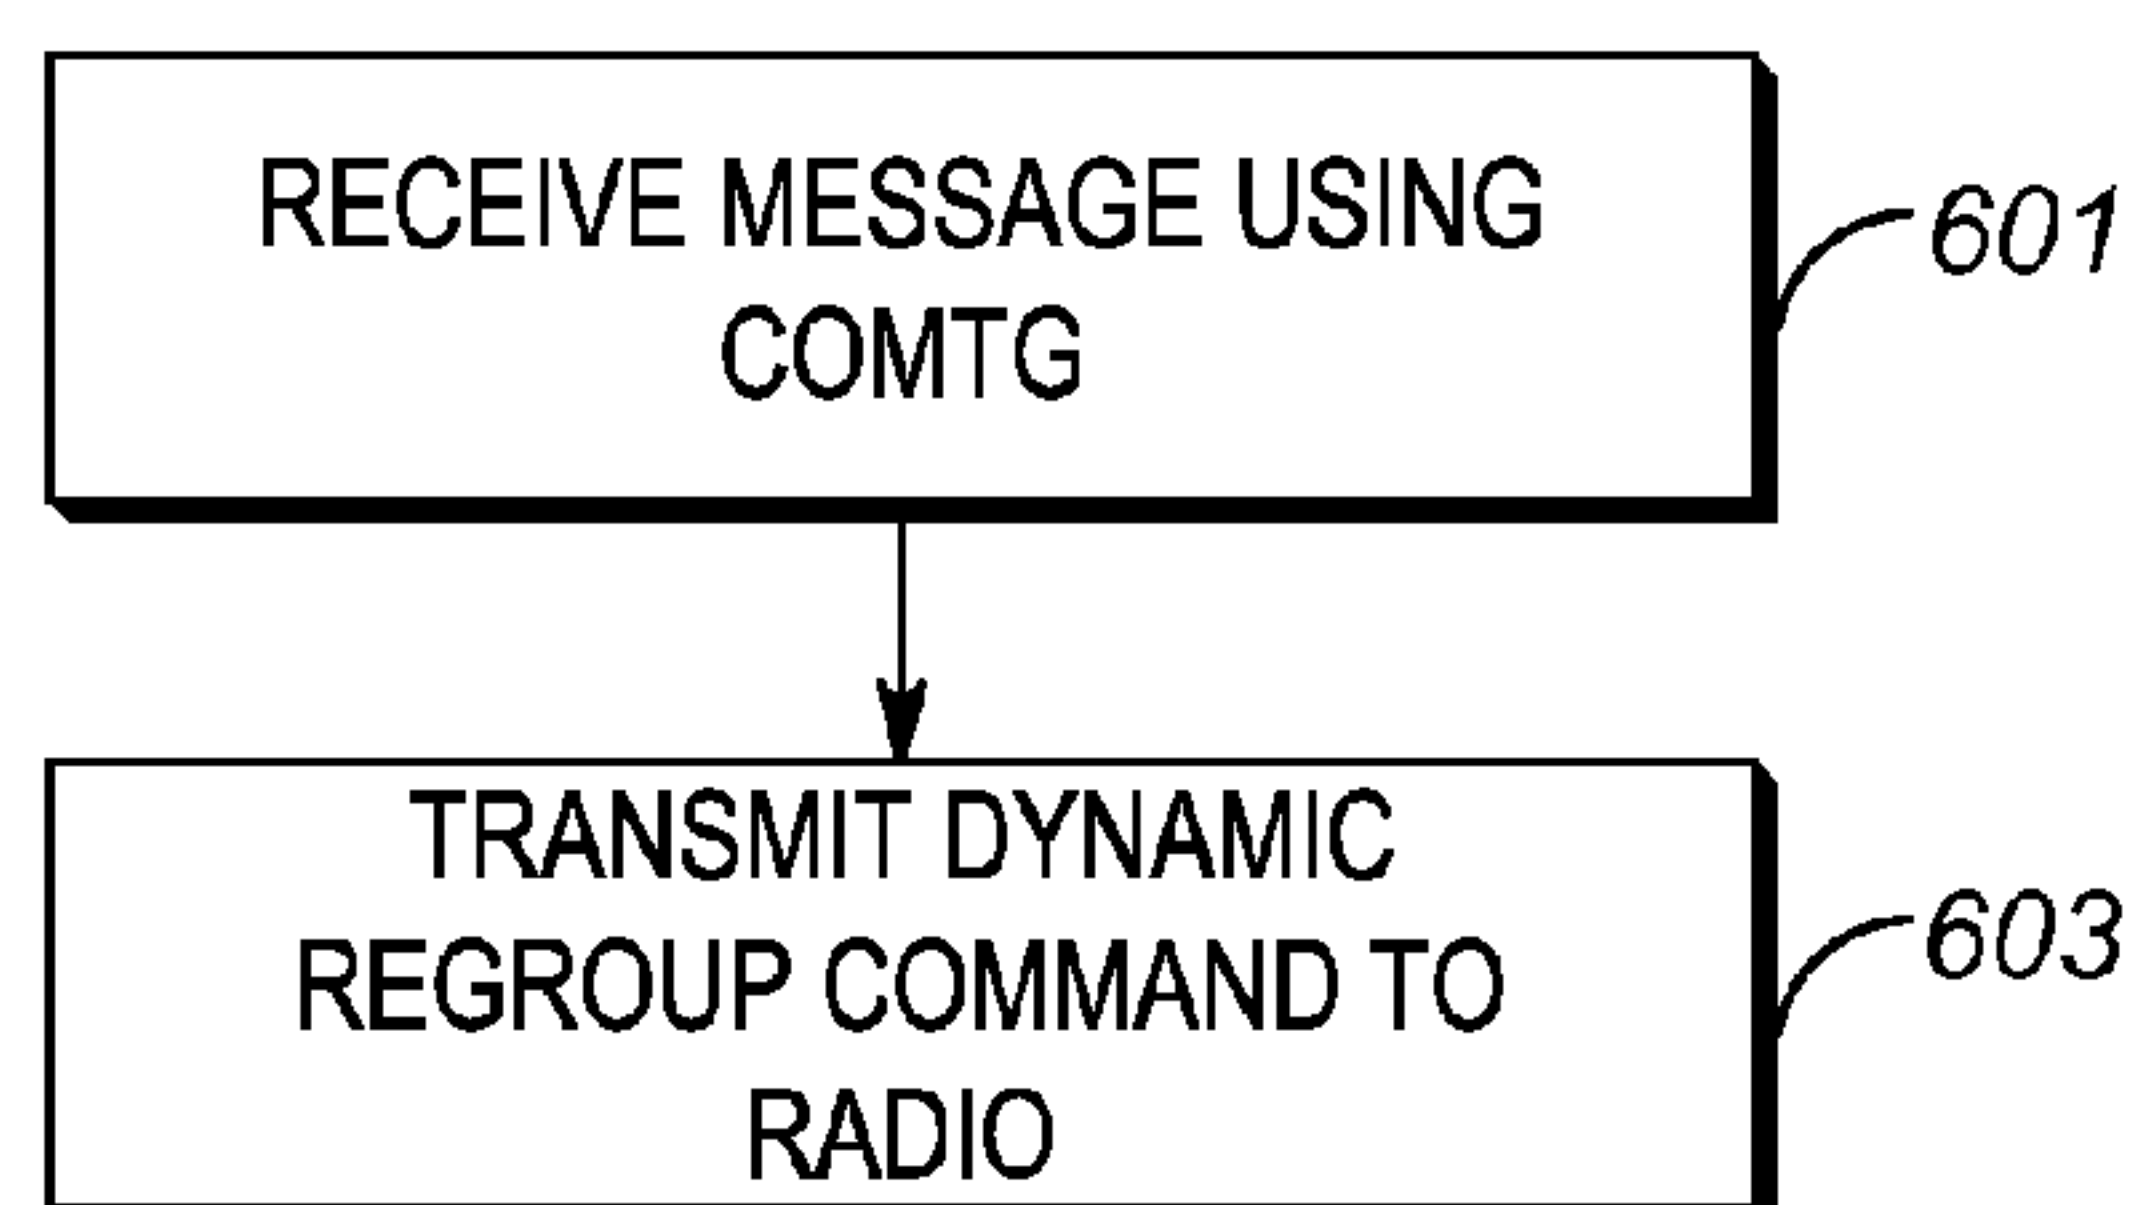 RECEIVE MESSAGE USING
COMTG
601
TRANSMIT DYNAMIC
REGROUP COMMAND TO
RADIO
603